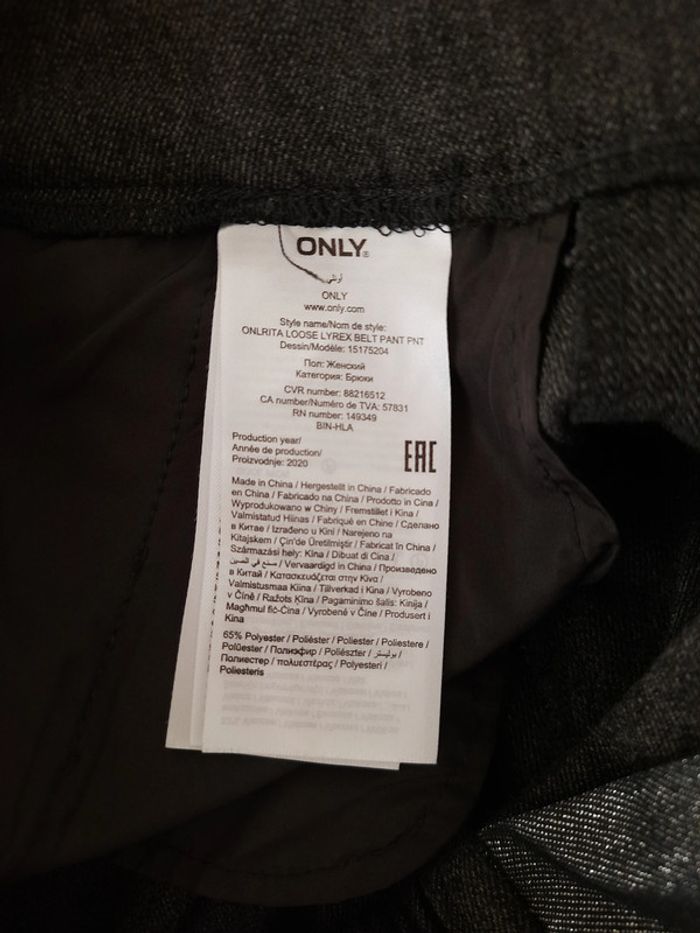 ONLY®
أونلي
ONLY
www.only.com
Style name/Nom de style:
ONLRITA LOOSE LYREX BELT PANT PNT
Dessin/Modèle: 15175204
Пол: Женский
Категория: Брюки
CVR number: 88216512
CA number/Numéro de TVA: 57831
RN number: 149349
BIN-HLA
Production year/
Année de production/
Proizvodnje: 2020
EAC
Made in China / Hergestellt in China / Fabricado
en China / Fabricado na China / Prodotto in Cina /
Wyprodukowano w Chiny / Fremstillet i Kina /
Valmistatud Hiinas / Fabriqué en Chine / Сделано
в Китае / Izrađeno u Kini / Narejeno na
Kitajskem / Çin'de Üretilmiştir / Fabricat în China /
Származási hely: Kína / Dibuat di Cina /
صنع في الصين / Vervaardigd in China / Произведено
в Китай / Κατασκευάζεται στην Κίνα /
Valmistusmaa Kiina / Tillverkad i Kina / Vyrobeno
v Číně / Ražots Ķīna / Pagaminimo šalis: Kinija /
Magħmul fiċ-Ċina / Vyrobené v Číne / Produsert i
Kina
65% Polyester / Poliéster / Poliester / Poliestere /
Polüester / Полиэфир / Poliészter / بوليستر /
Полиестер / πολυεστέρας / Polyesteri /
Poliesteris